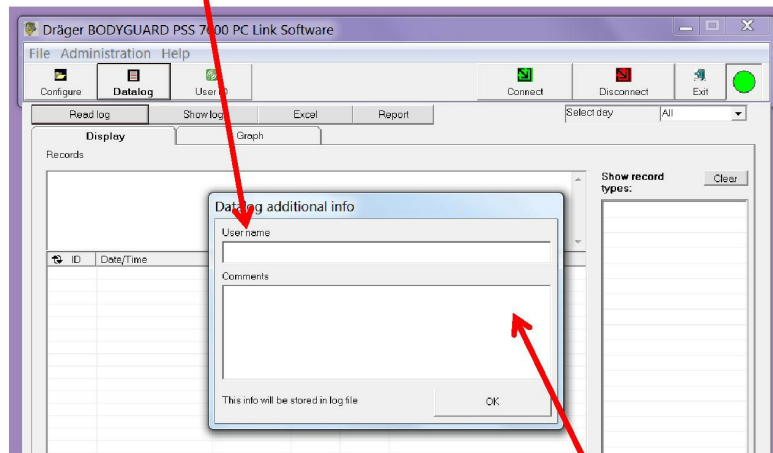 Dräger BODYGUARD PSS 7000 PC Link Software
File Administration Help
Configure Datalog User ID Connect Disconnect Exit
Read log Show log Excel Report Select day All
Display Graph
Records
Show record types:
Clear
Datalog additional info
User name
ID Date/Time
Comments
This info will be stored in log file OK